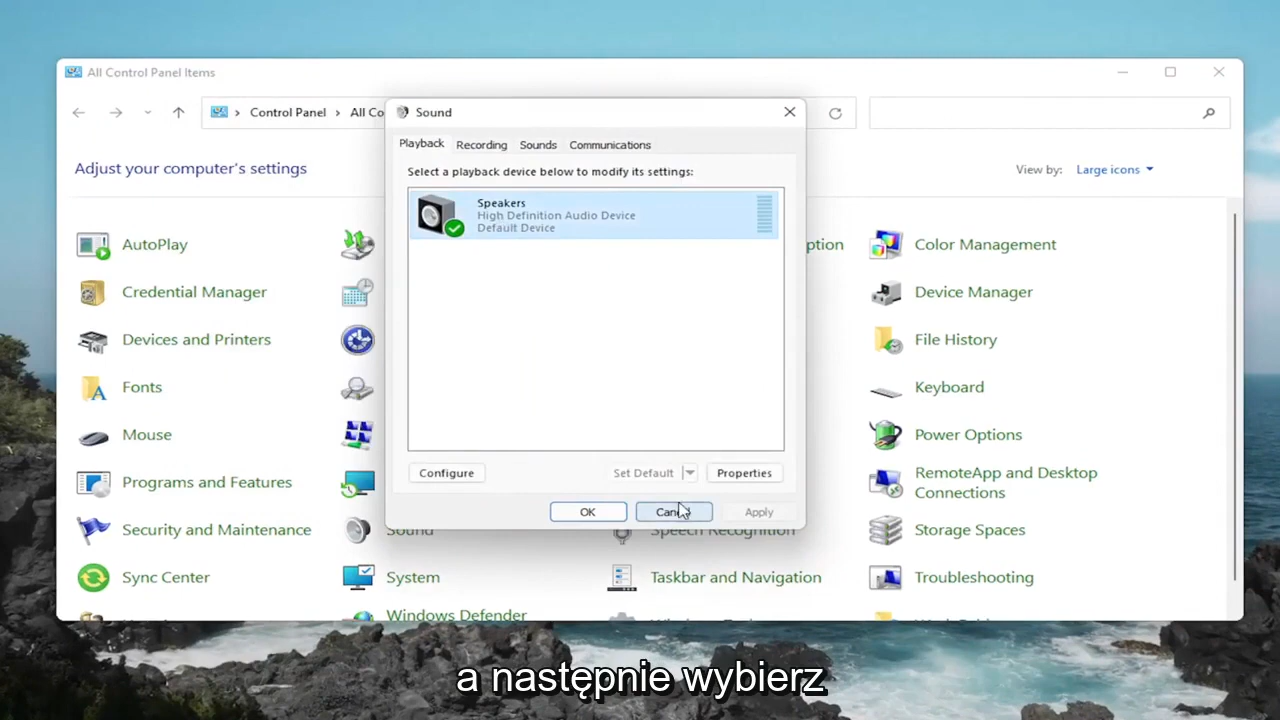 All Control Panel Items
Control Panel > All Co
Adjust your computer's settings
View by: Large icons
Sound
Playback Recording Sounds Communications
Select a playback device below to modify its settings:
Speakers
High Definition Audio Device
Default Device
Configure Set Default Properties
OK Cancel Apply
AutoPlay
ption
Color Management
Credential Manager
Device Manager
Devices and Printers
File History
Fonts
Keyboard
Mouse
Power Options
Programs and Features
RemoteApp and Desktop
Connections
Security and Maintenance
Sound
Speech Recognition
Storage Spaces
Sync Center
System
Taskbar and Navigation
Troubleshooting
Windows Defender
a następnie wybierz